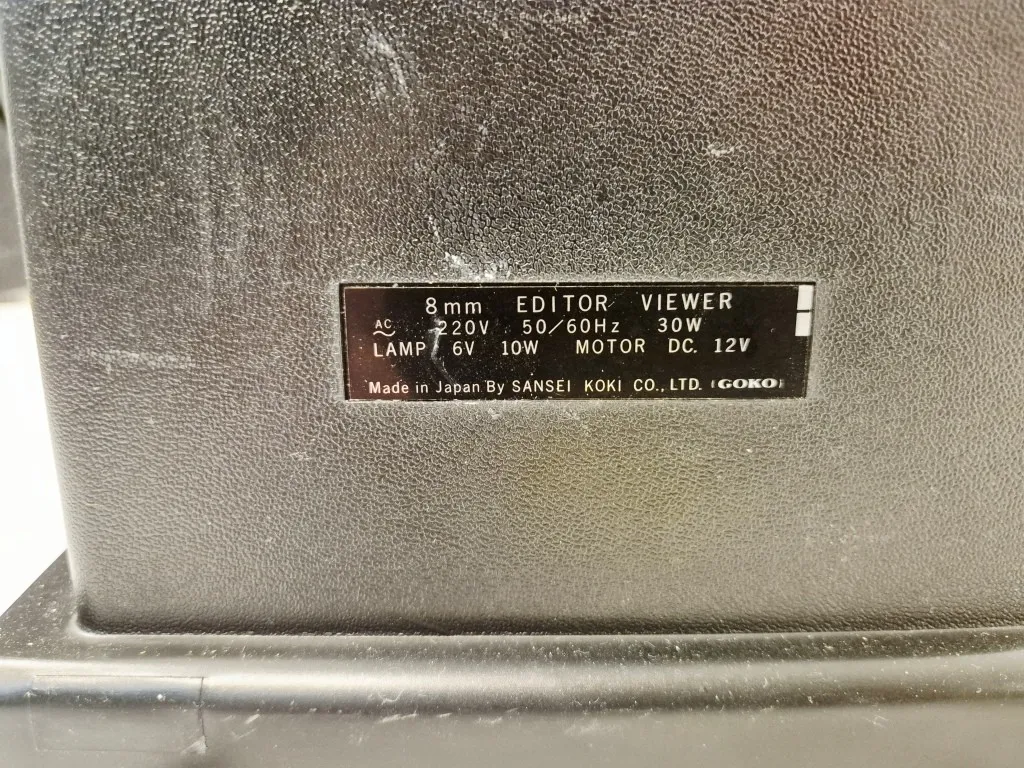 8mm EDITOR VIEWER
AC 220V 50/60Hz 30W
LAMP 6V 10W MOTOR DC. 12V
Made in Japan By SANSEI KOKI CO., LTD. (GOKO)